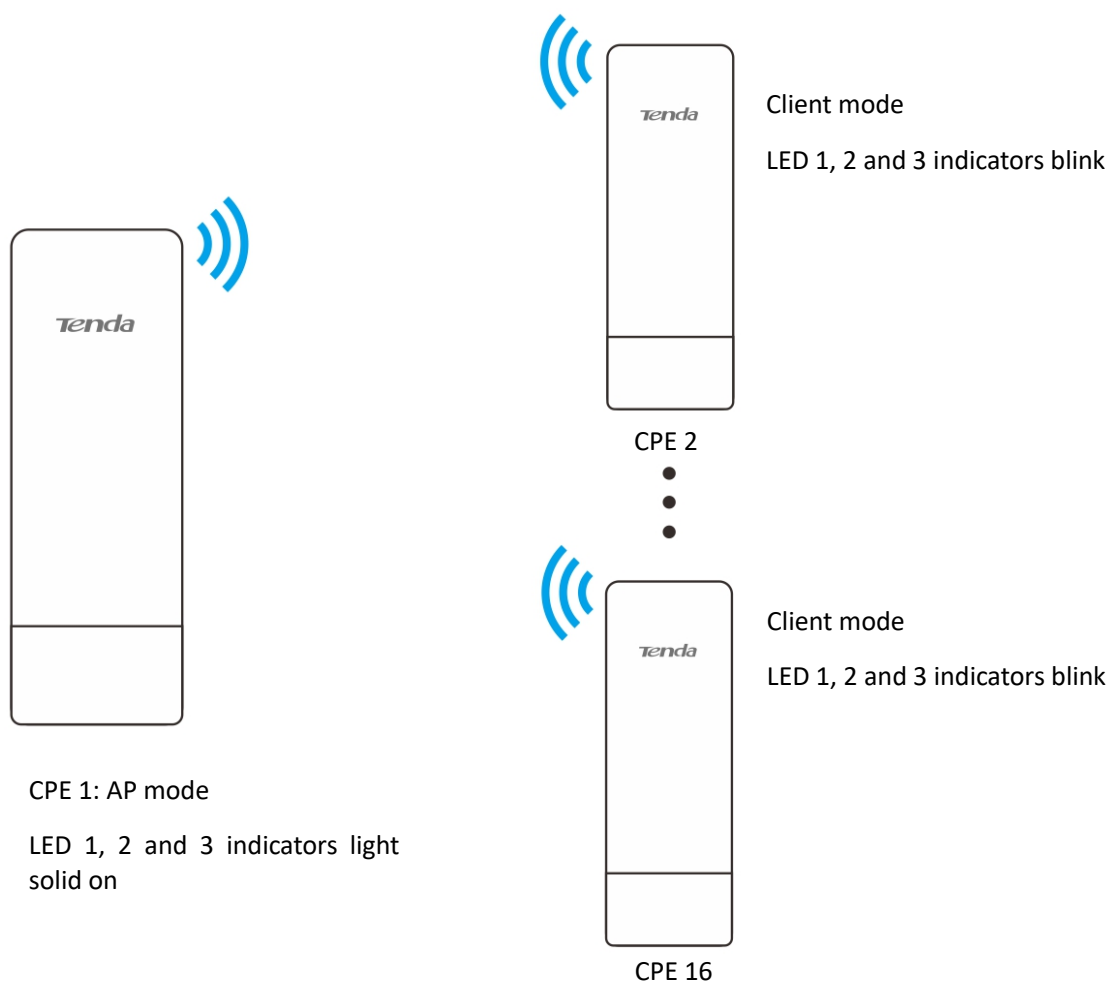 Tenda
Client mode
LED 1, 2 and 3 indicators blink
CPE 2
Tenda
CPE 1: AP mode
LED 1, 2 and 3 indicators light
solid on
Tenda
Client mode
LED 1, 2 and 3 indicators blink
CPE 16